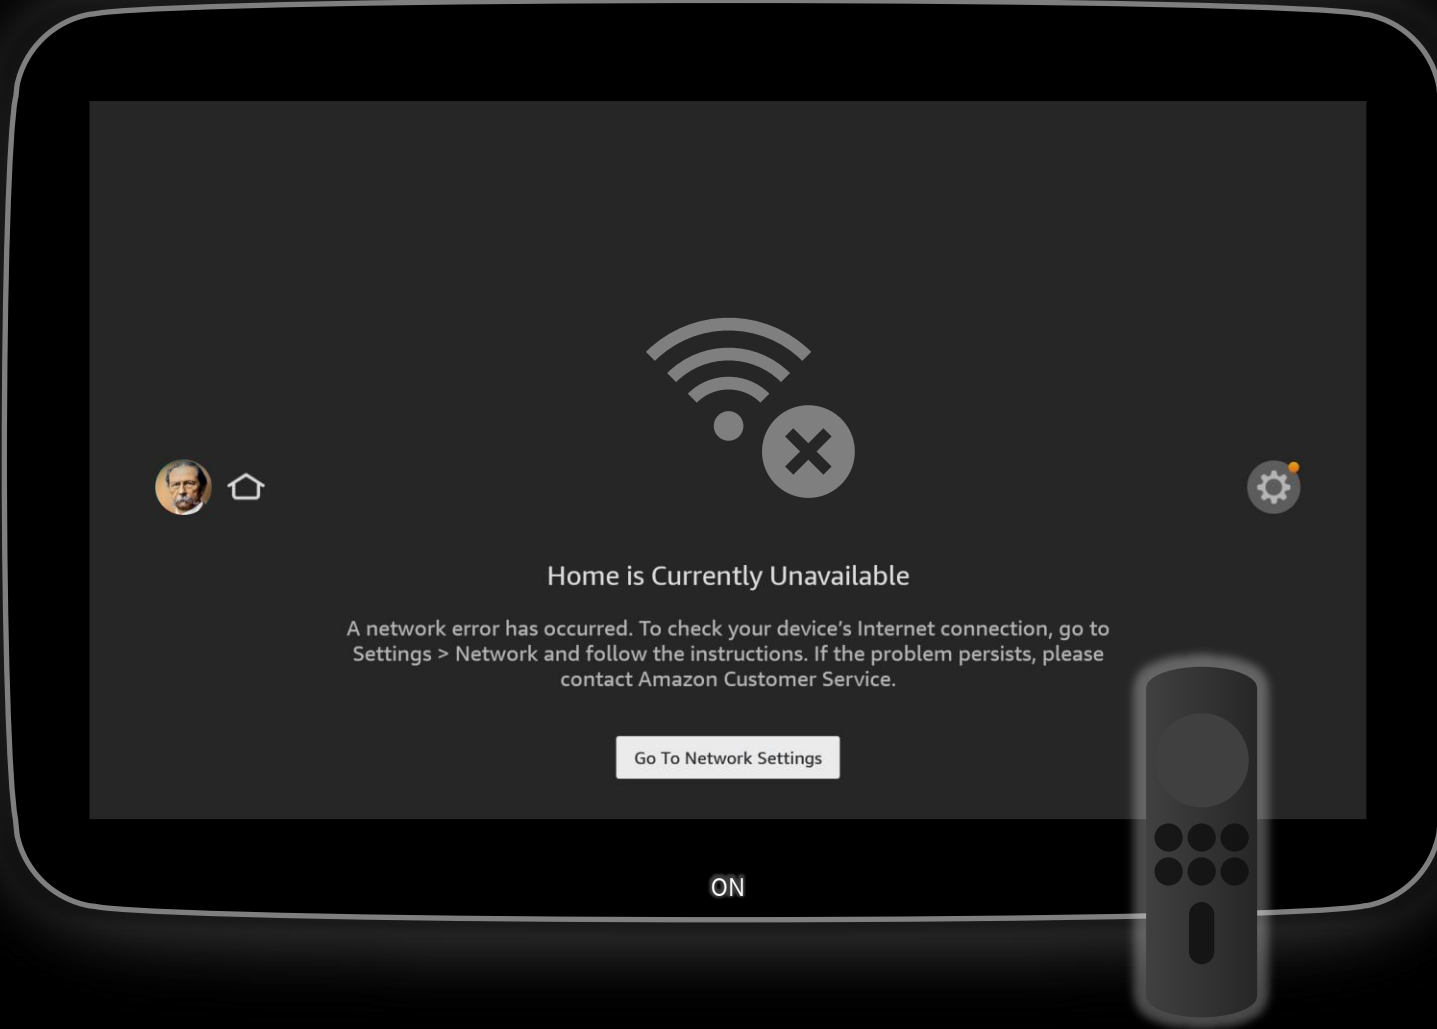 Home is Currently Unavailable
A network error has occurred. To check your device’s Internet connection, go to
Settings > Network and follow the instructions. If the problem persists, please
contact Amazon Customer Service.
Go To Network Settings
ON